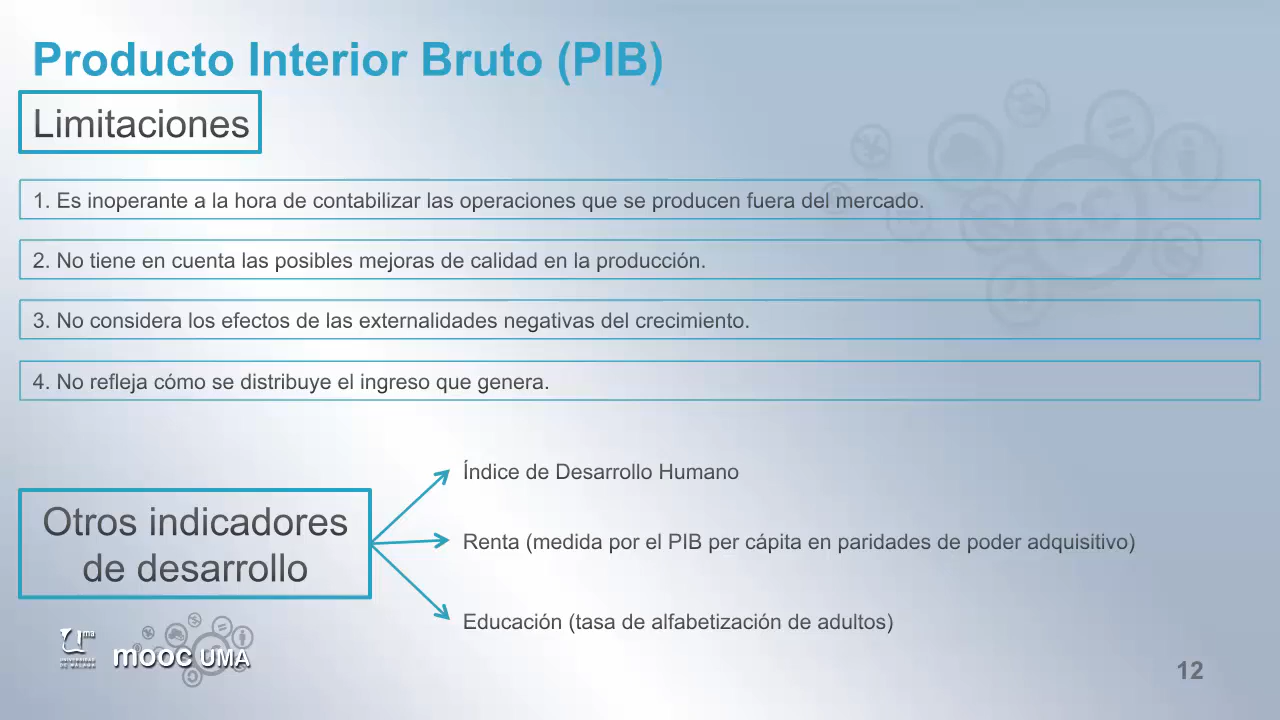 Producto Interior Bruto (PIB)
Limitaciones
1. Es inoperante a la hora de contabilizar las operaciones que se producen fuera del mercado.
2. No tiene en cuenta las posibles mejoras de calidad en la producción.
3. No considera los efectos de las externalidades negativas del crecimiento.
4. No refleja cómo se distribuye el ingreso que genera.
Otros indicadores
de desarrollo
Índice de Desarrollo Humano
Renta (medida por el PIB per cápita en paridades de poder adquisitivo)
Educación (tasa de alfabetización de adultos)
uma
UNIVERSIDAD
DE MÁLAGA
mooc UMA
12